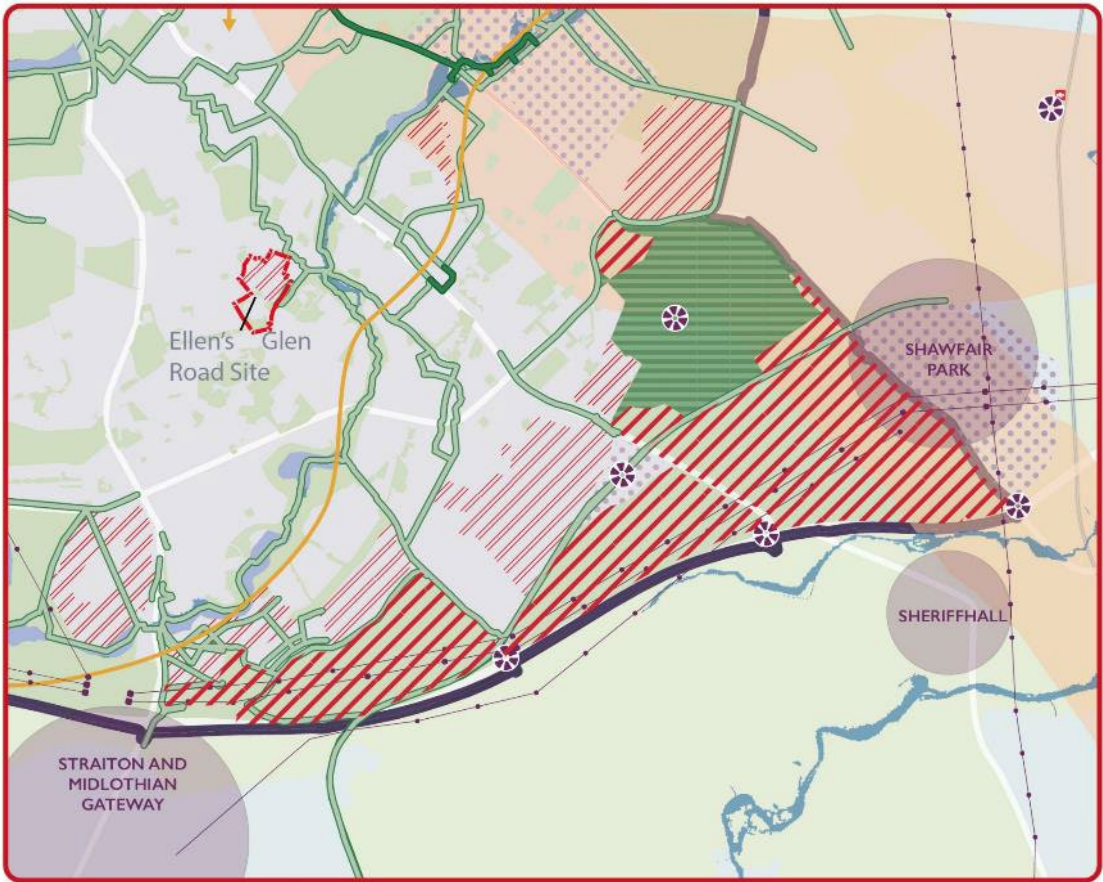 Ellen's Glen
Road Site
SHAWFAIR
PARK
SHERIFFHALL
STRAITON AND
MIDLOTHIAN
GATEWAY